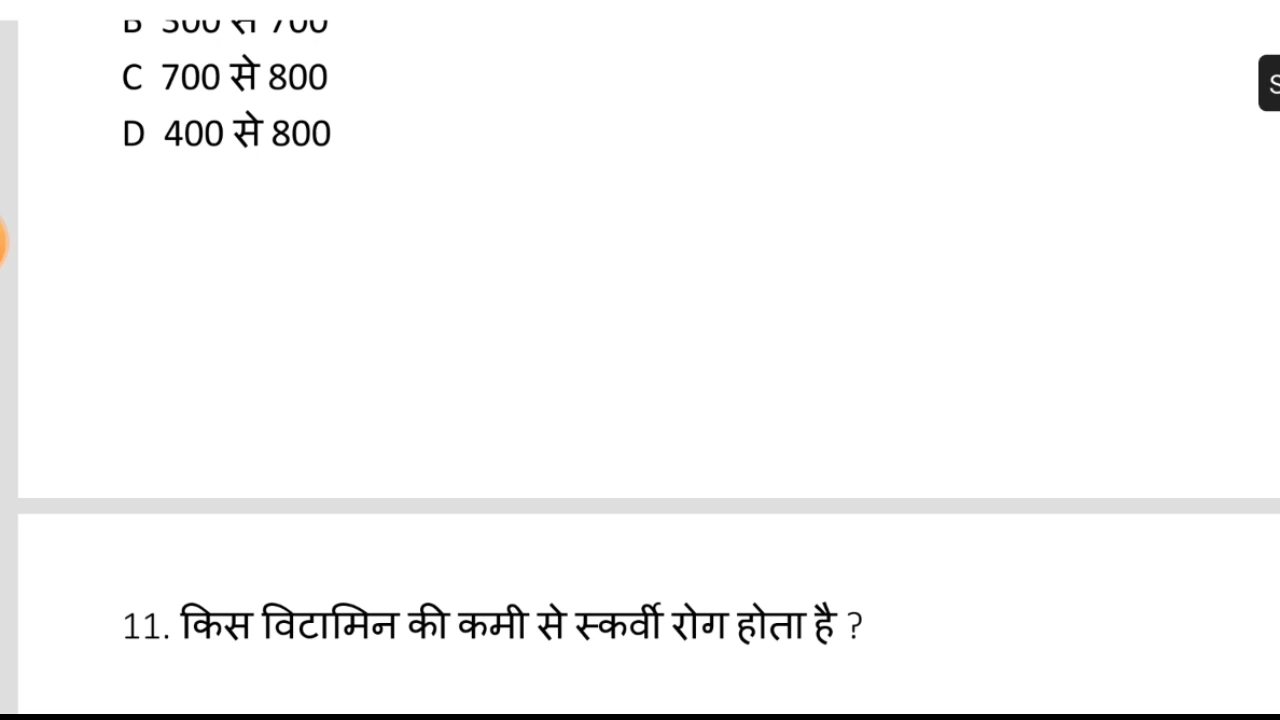 C 700 से 800
D 400 से 800
11. किस विटामिन की कमी से स्कर्वी रोग होता है ?